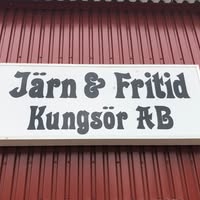 Järn & Fritid
Kungsör AB